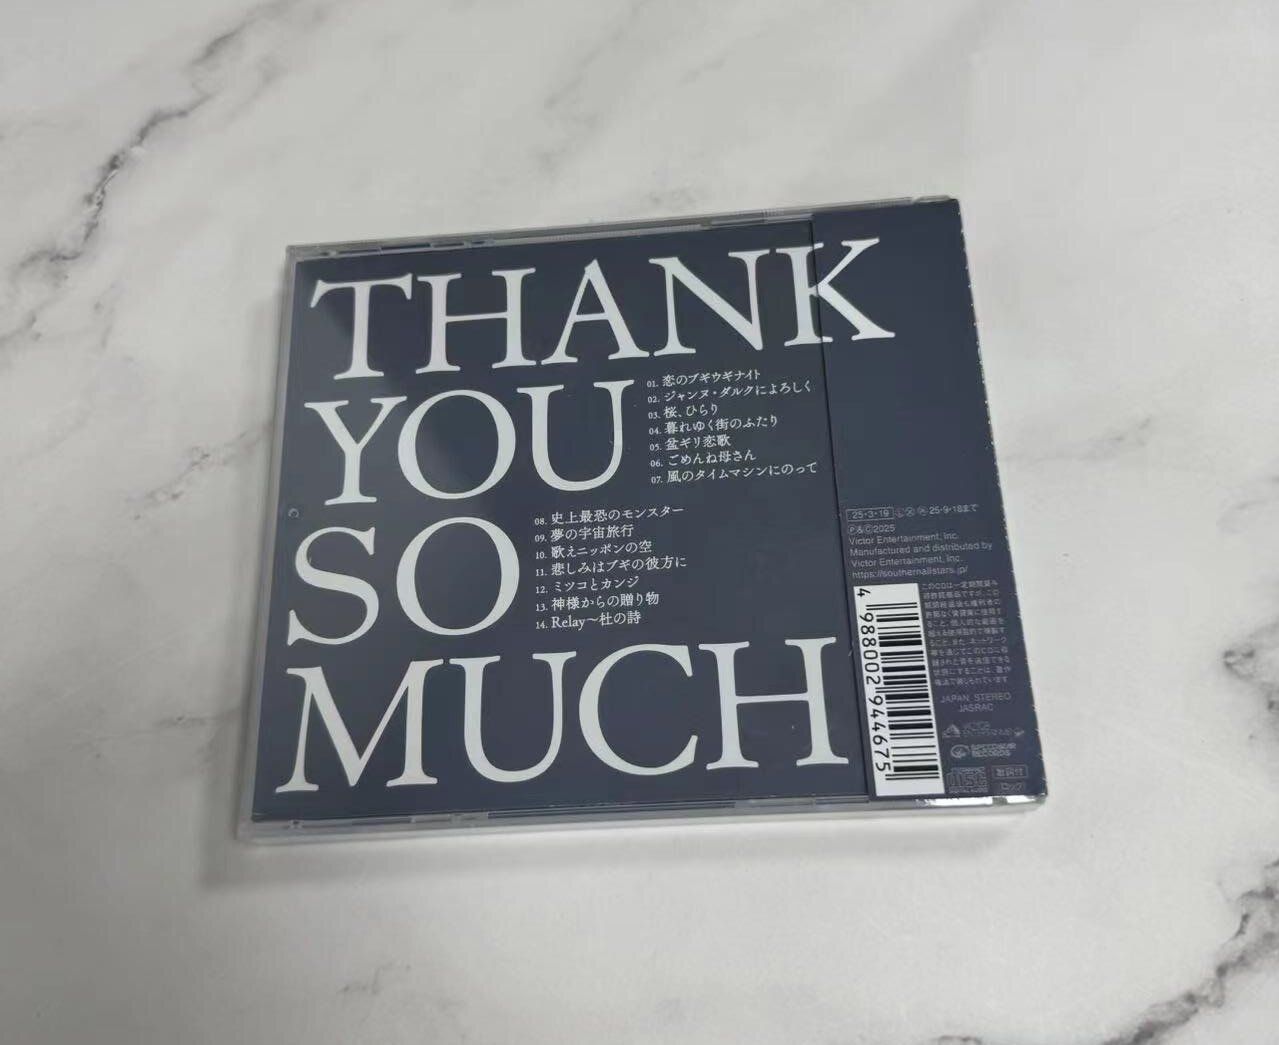 THANK
YOU
SO
MUCH
01. 恋のブギウギナイト
02. ジャンヌ・ダルクによろしく
03. 桜、ひらり
04. 暮れゆく街のふたり
05. 盆ギリ恋歌
06. ごめんね母さん
07. 風のタイムマシンにのって
08. 史上最恐のモンスター
09. 夢の宇宙旅行
10. 歌えニッポンの空
11. 悲しみはブギの彼方に
12. ミツコとカンジ
13. 神様からの贈り物
14. Relay〜杜の詩
25・3・19 25・9・18まで
Ⓟ&Ⓒ2025
Victor Entertainment, Inc.
Manufactured and distributed by
Victor Entertainment, Inc.
https://southernallstars.jp/
JAPAN STEREO
JASRAC
4 988002 944675
SPEEDSTAR
RECORDS
DISC
ロック